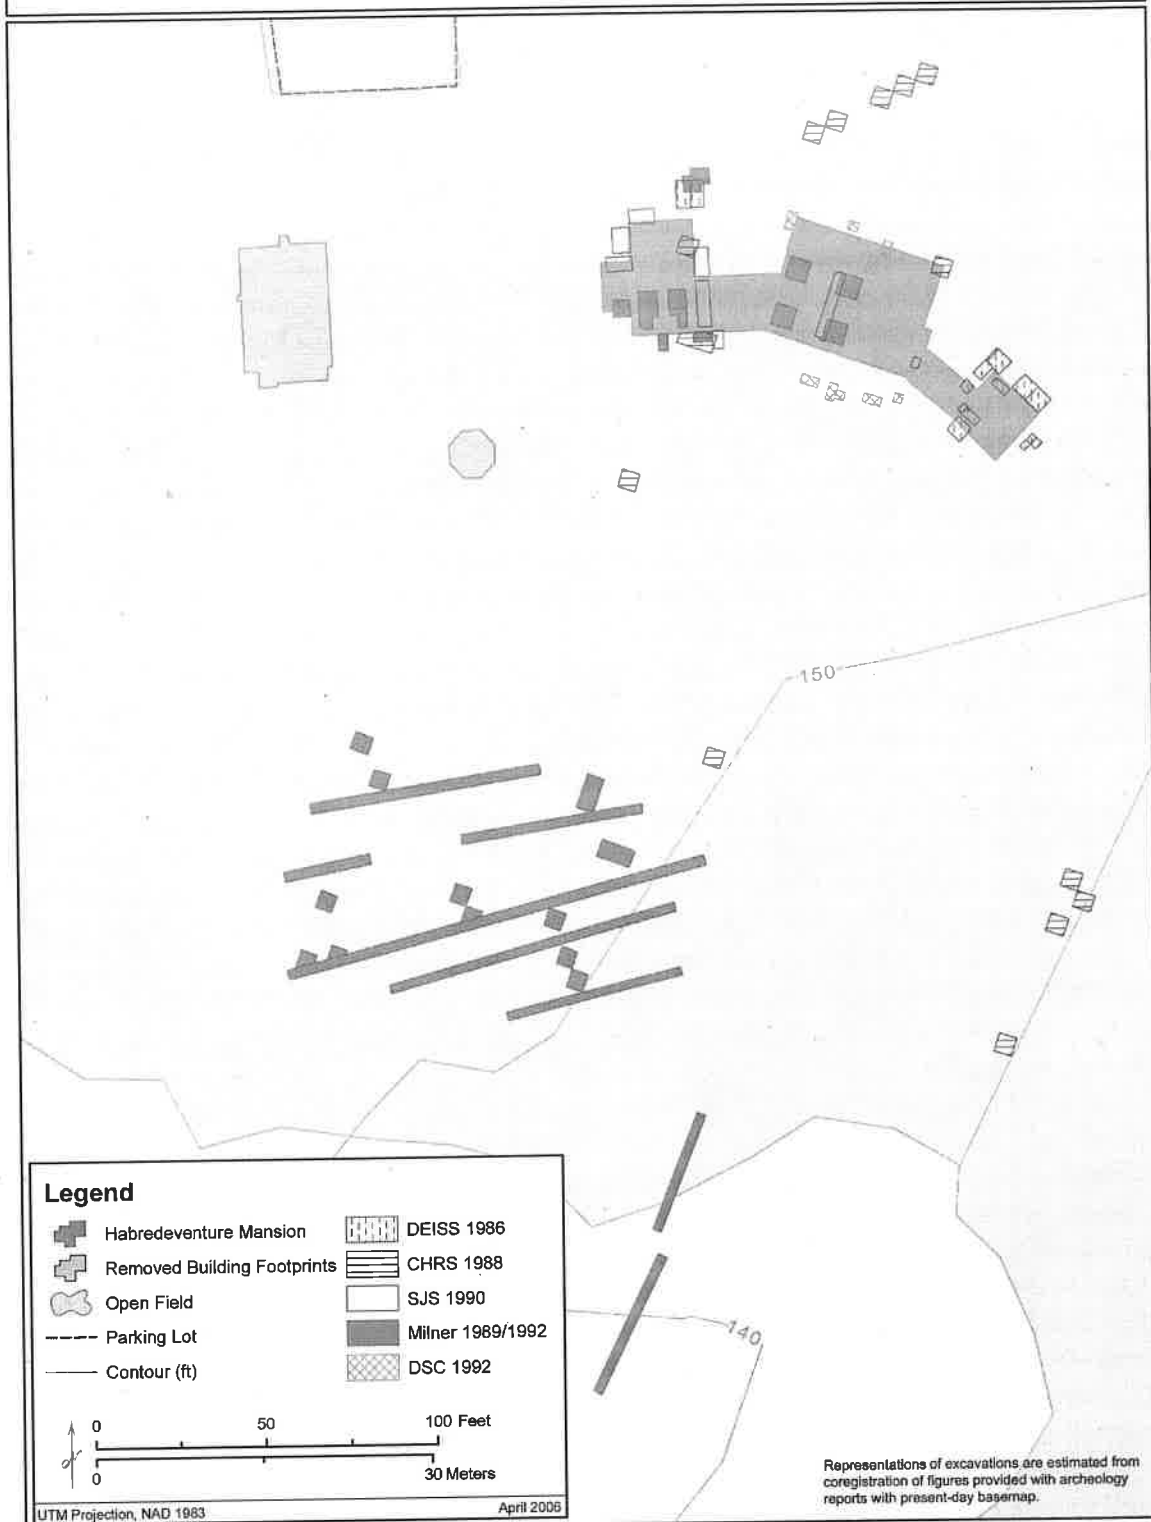 150
140
Legend
Habredeventure Mansion
Removed Building Footprints
Open Field
Parking Lot
Contour (ft)
DEISS 1986
CHRS 1988
SJS 1990
Milner 1989/1992
DSC 1992
0 50 100 Feet
0 30 Meters
UTM Projection, NAD 1983
April 2006
Representations of excavations are estimated from
coregistration of figures provided with archeology
reports with present-day basemap.